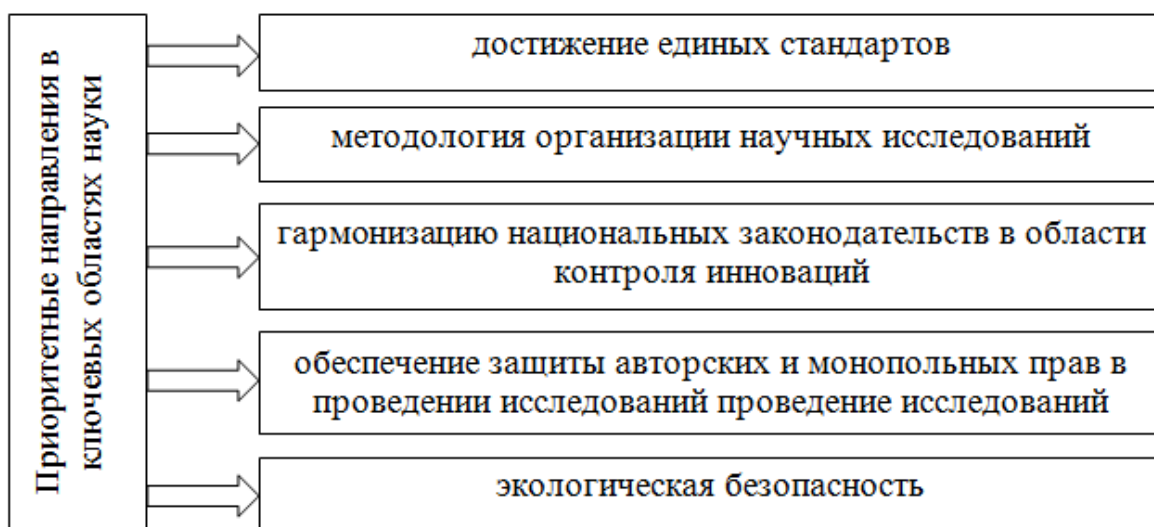 Приоритетные направления в
ключевых областях науки
достижение единых стандартов
методология организации научных исследований
гармонизацию национальных законодательств в области
контроля инноваций
обеспечение защиты авторских и монопольных прав в
проведении исследований проведение исследований
экологическая безопасность